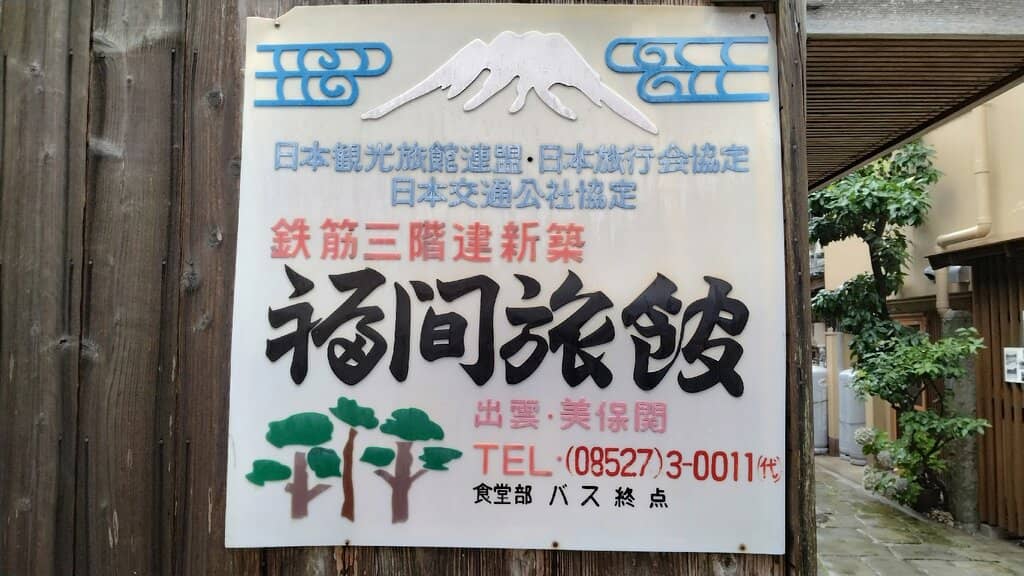 日本観光旅館連盟・日本旅行会協定
日本交通公社協定
鉄筋三階建新築
福間旅館
出雲・美保関
TEL・(08527)3-0011(代)
食堂部 バス終点